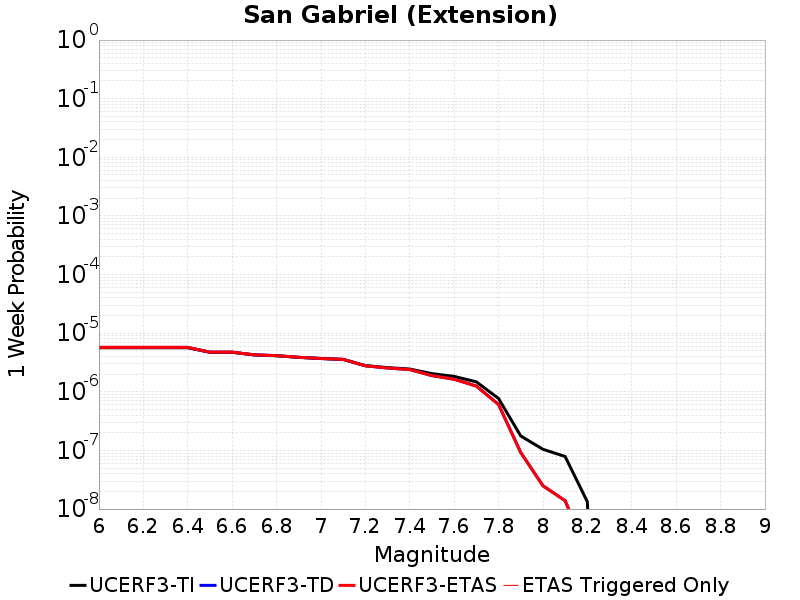 San Gabriel (Extension)
10^0
10^-1
10^-2
10^-3
10^-4
10^-5
10^-6
10^-7
10^-8
1 Week Probability
6 6.2 6.4 6.6 6.8 7 7.2 7.4 7.6 7.8 8 8.2 8.4 8.6 8.8 9
Magnitude
UCERF3-TI UCERF3-TD UCERF3-ETAS ETAS Triggered Only